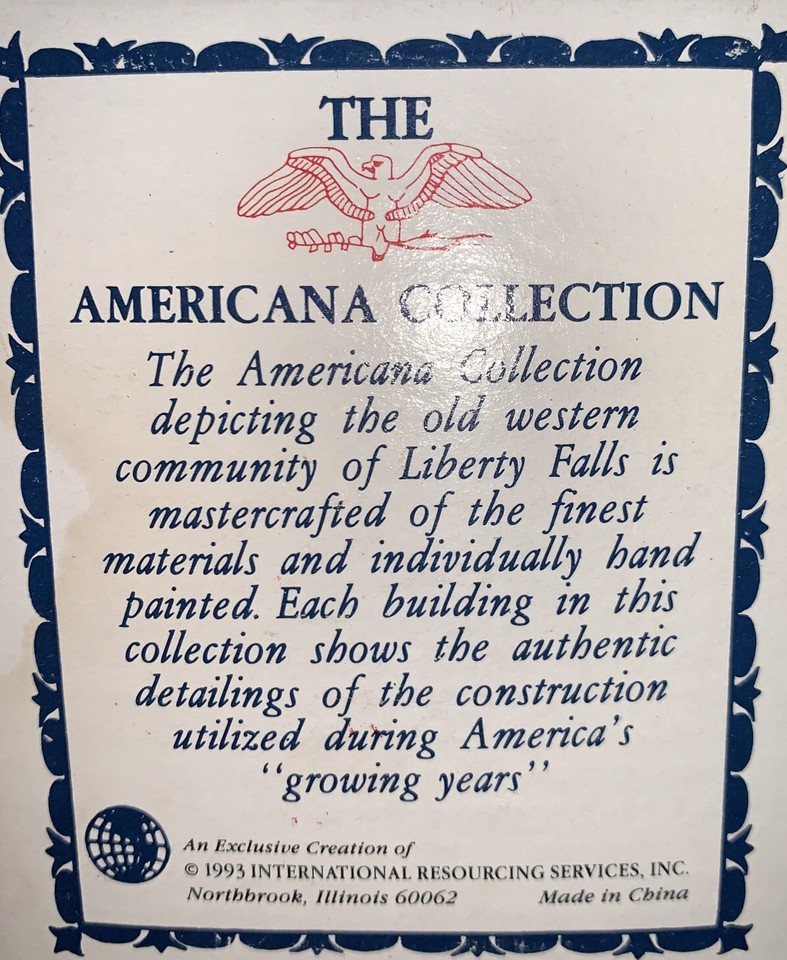 THE
AMERICANA COLLECTION
The Americana Collection
depicting the old western
community of Liberty Falls is
mastercrafted of the finest
materials and individually hand
painted. Each building in this
collection shows the authentic
detailings of the construction
utilized during America's
"growing years"
An Exclusive Creation of
© 1993 INTERNATIONAL RESOURCING SERVICES, INC.
Northbrook, Illinois 60062 Made in China